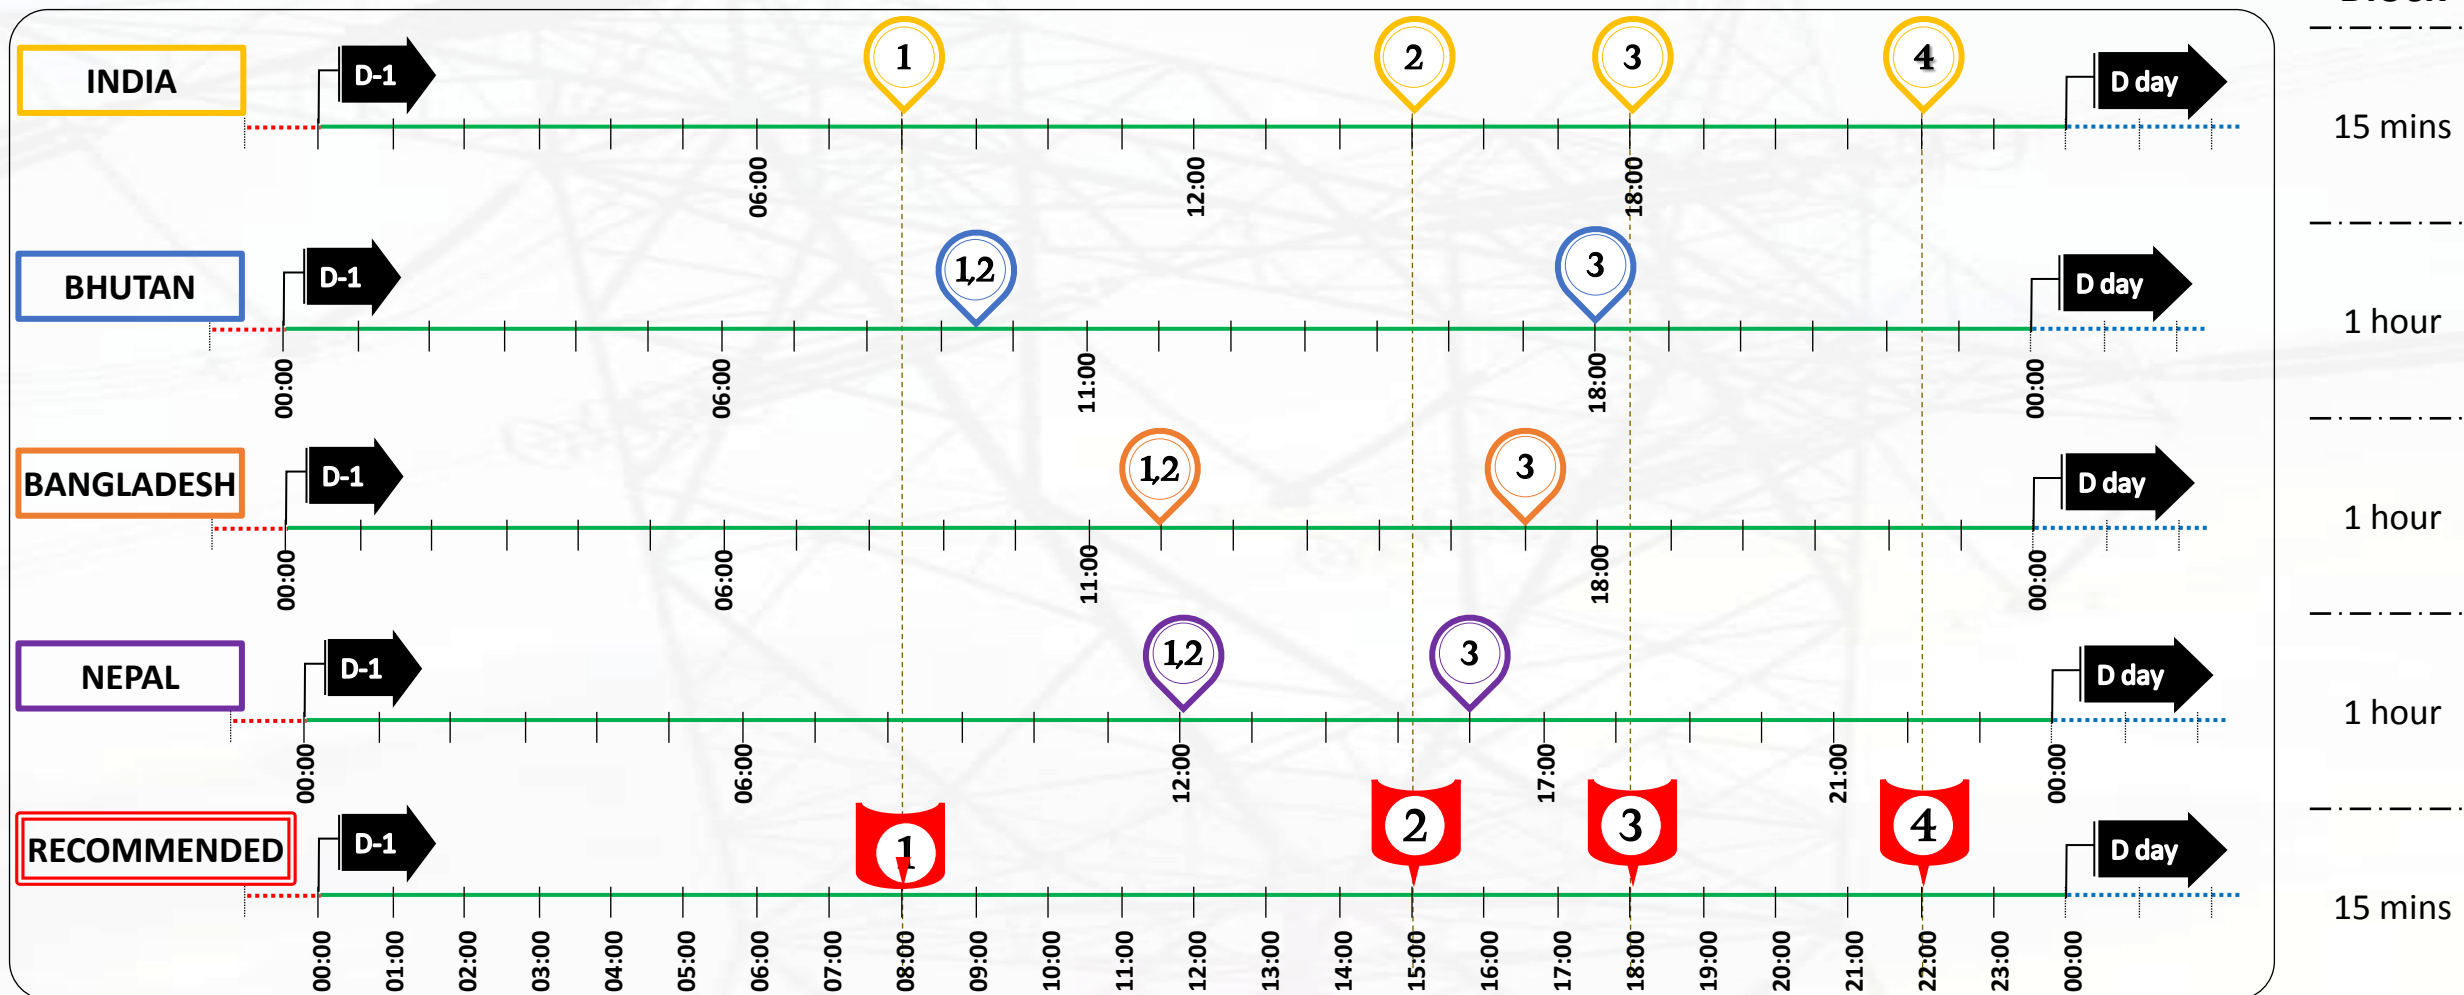 INDIA
D-1
1
2
3
4
D day
15 mins
06:00
12:00
18:00
BHUTAN
D-1
1,2
3
D day
1 hour
00:00
06:00
11:00
18:00
00:00
BANGLADESH
D-1
1,2
3
D day
1 hour
00:00
06:00
11:00
18:00
00:00
NEPAL
D-1
1,2
3
D day
1 hour
00:00
06:00
12:00
17:00
21:00
00:00
RECOMMENDED
D-1
1
2
3
4
D day
15 mins
00:00
01:00
02:00
03:00
04:00
05:00
06:00
07:00
08:00
09:00
10:00
11:00
12:00
13:00
14:00
15:00
16:00
17:00
18:00
19:00
20:00
21:00
22:00
23:00
00:00